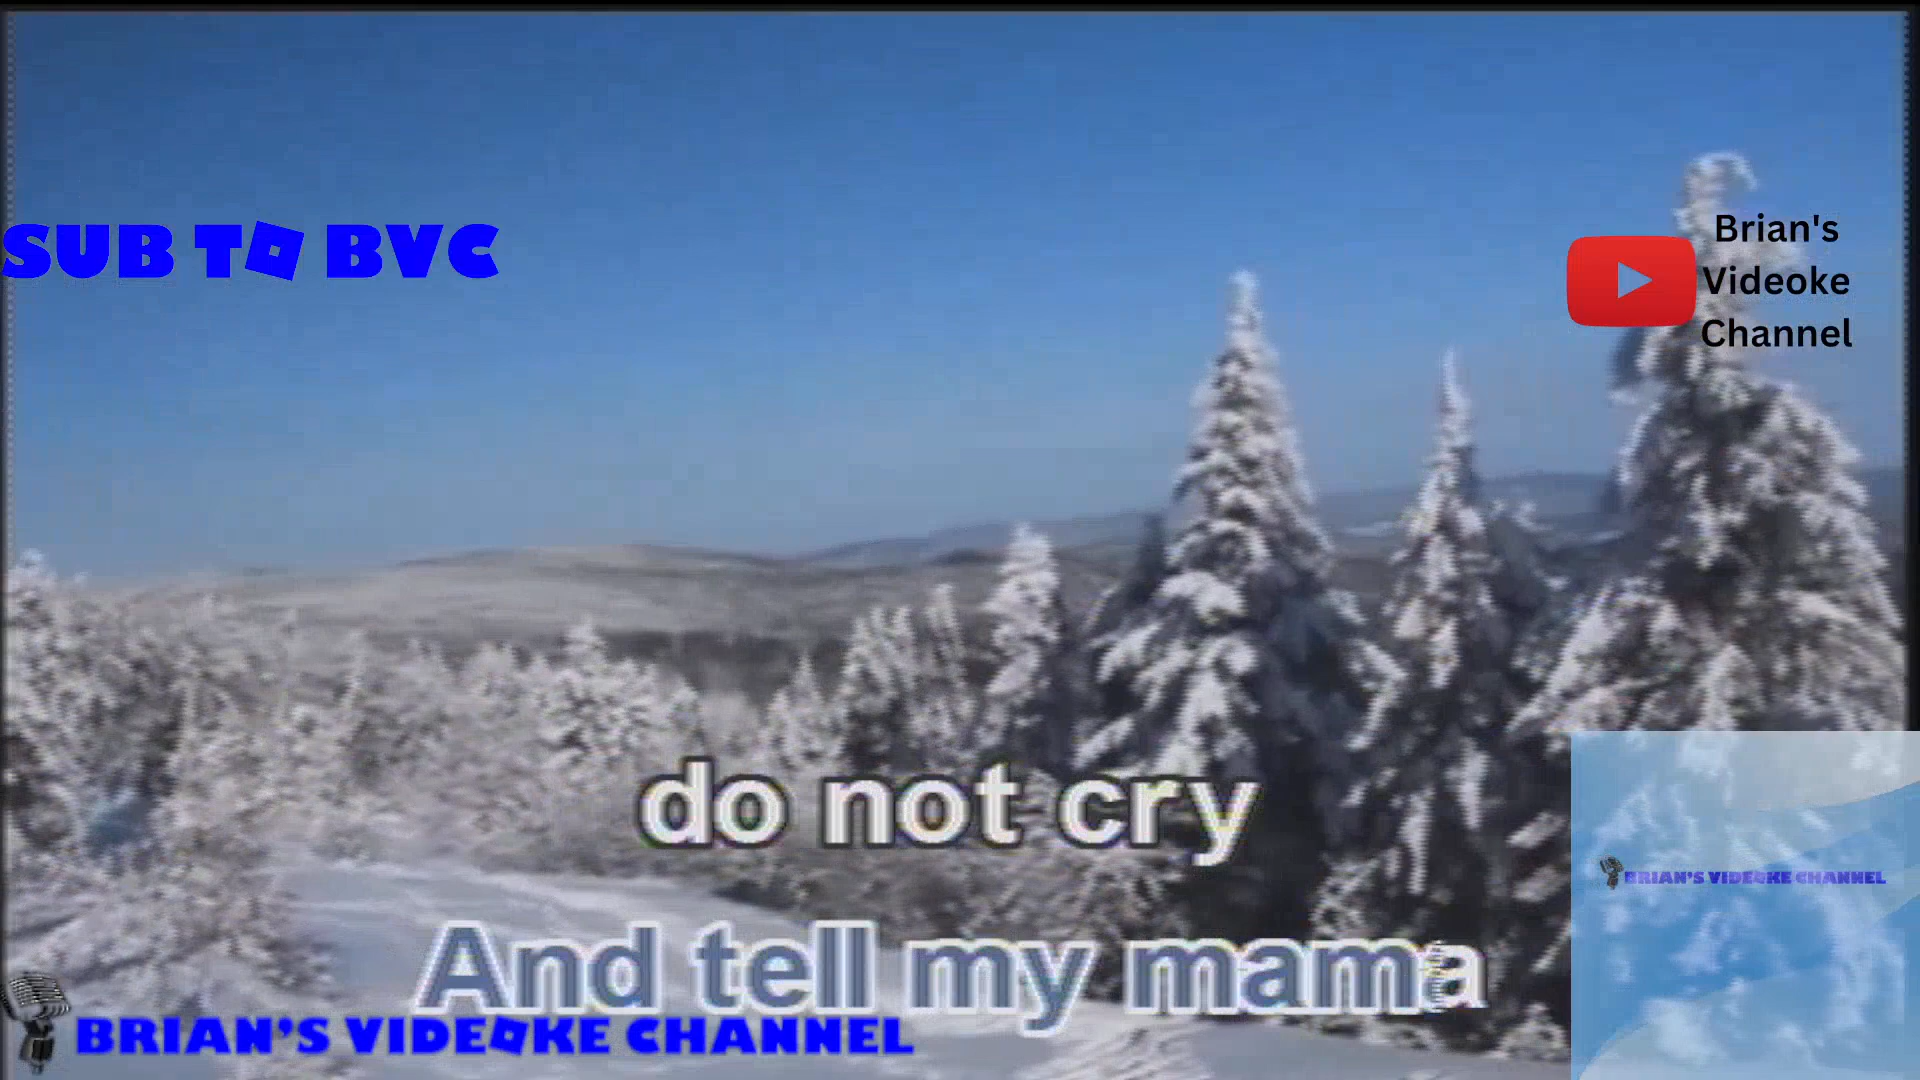 SUB TO BVC
Brian's
Videoke
Channel
do not cry
BRIAN'S VIDEOKE CHANNEL
And tell my mama
BRIAN'S VIDEOKE CHANNEL